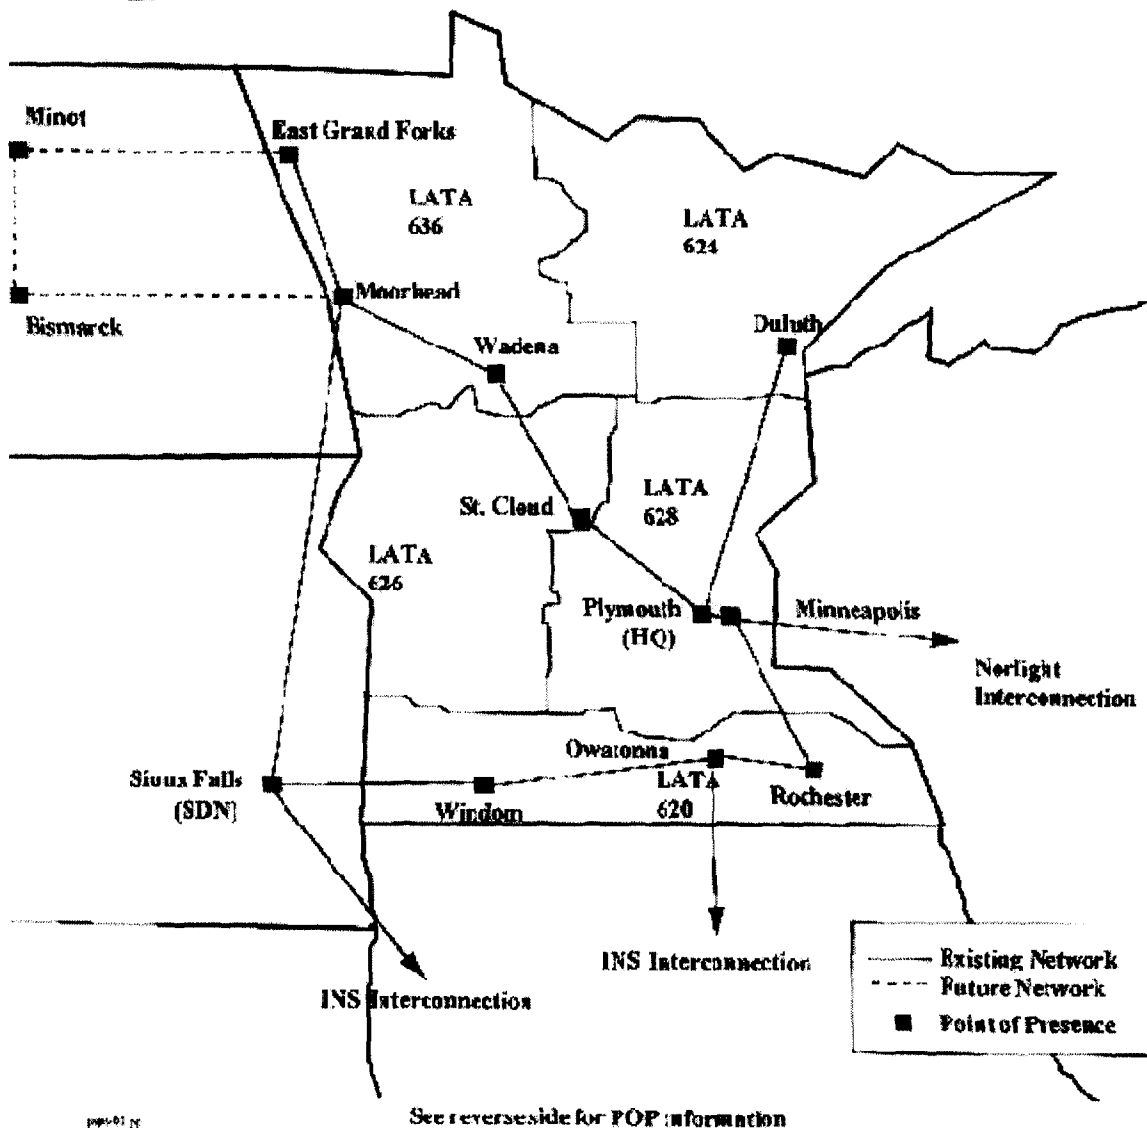 Minot
East Grand Forks
LATA
636
LATA
624
Moorhead
Bismarck
Duluth
Wadena
LATA
628
St. Cloud
LATA
626
Plymouth
(HQ)
Minneapolis
Norlight
Interconnection
Owatonna
Sioux Falls
(SDN)
LATA
620
Windom
Rochester
INS Interconnection
INS Interconnection
Existing Network
Future Network
Point of Presence
See reverse side for POP information